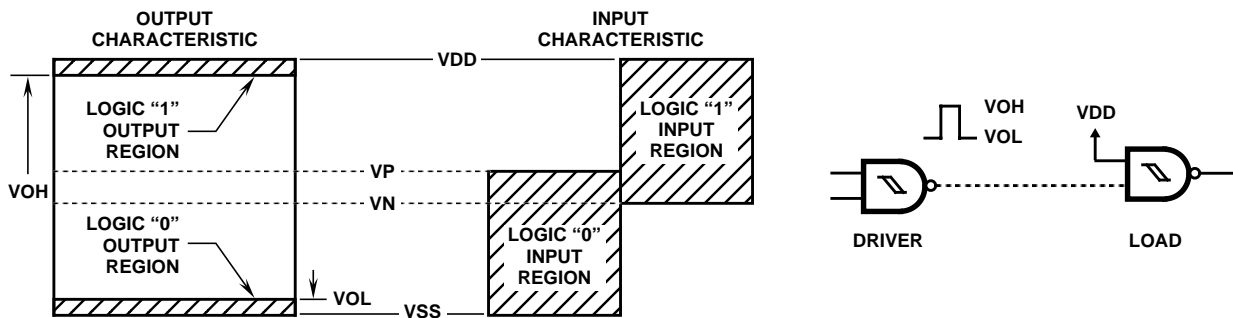 OUTPUT
CHARACTERISTIC
INPUT
CHARACTERISTIC
VDD
LOGIC “1”
OUTPUT
REGION
VOH
LOGIC “1”
INPUT
REGION
VP
VN
LOGIC “0”
OUTPUT
REGION
LOGIC “0”
INPUT
REGION
VOL
VSS
VOH
VOL
VDD
DRIVER
LOAD